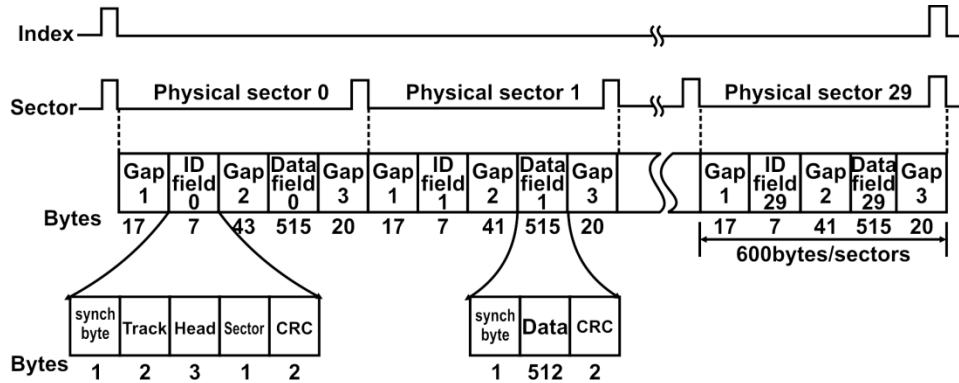 Index
Sector
Physical sector 0 Physical sector 1 Physical sector 29
Gap 1 ID field 0 Gap 2 Data field 0 Gap 3 Gap 1 ID field 1 Gap 2 Data field 1 Gap 3 Gap 1 ID field 29 Gap 2 Data field 29 Gap 3
Bytes 17 7 43 515 20 17 7 41 515 20 17 7 41 515 20
600bytes/sectors
synch byte Track Head Sector CRC synch byte Data CRC
Bytes 1 2 3 1 2 1 512 2